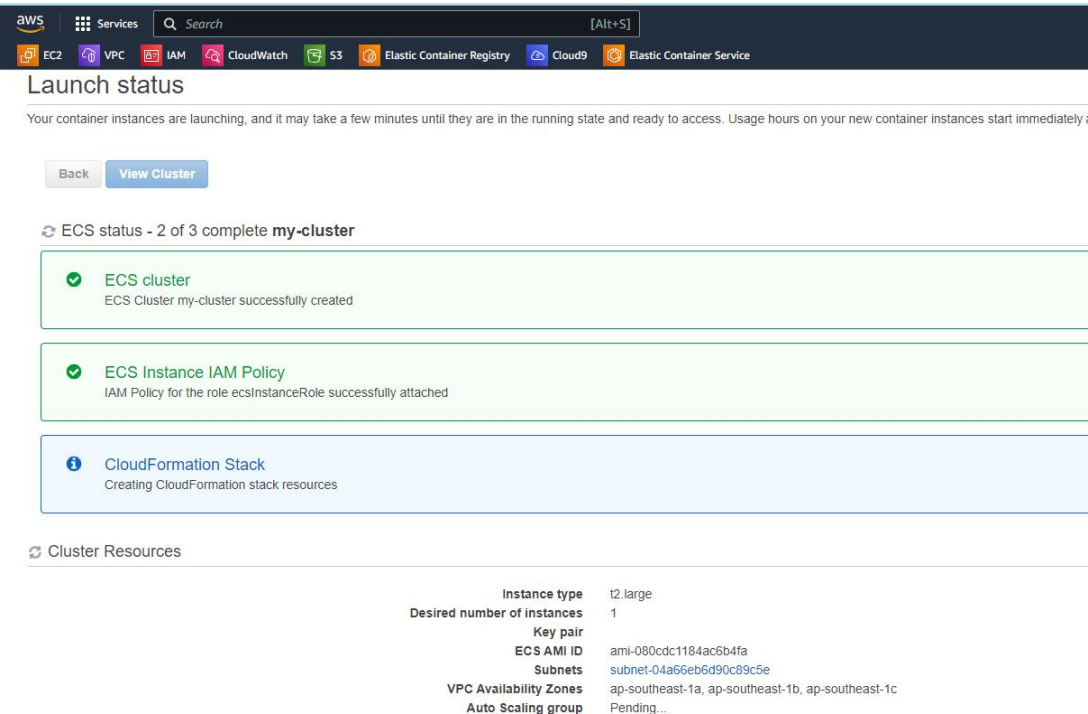 aws Services Search [Alt+S]
EC2 VPC IAM CloudWatch S3 Elastic Container Registry Cloud9 Elastic Container Service
Launch status
Your container instances are launching, and it may take a few minutes until they are in the running state and ready to access. Usage hours on your new container instances start immediately
Back View Cluster
ECS status - 2 of 3 complete my-cluster
ECS cluster
ECS Cluster my-cluster successfully created
ECS Instance IAM Policy
IAM Policy for the role ecsInstanceRole successfully attached
CloudFormation Stack
Creating CloudFormation stack resources
Cluster Resources
Instance type t2.large
Desired number of instances 1
Key pair
ECS AMI ID ami-080cdc1184ac6b4fa
Subnets subnet-04a66eb6d90c89c5e
VPC Availability Zones ap-southeast-1a, ap-southeast-1b, ap-southeast-1c
Auto Scaling group Pending...